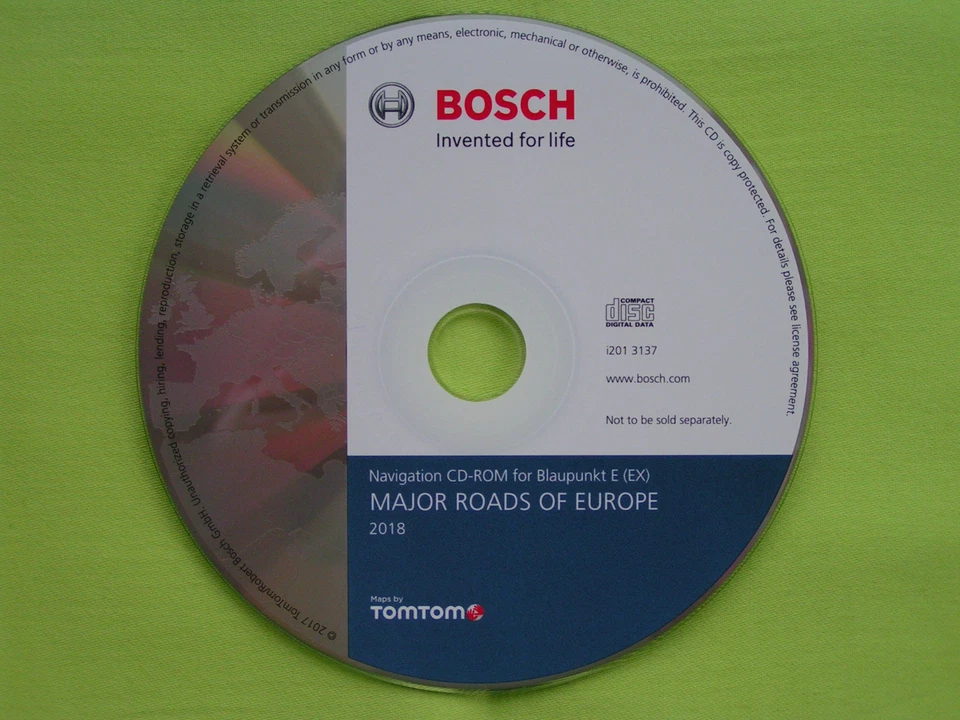 © 2017 TomTom/Robert Bosch GmbH. Unauthorized copying, hiring, lending, reproduction, storage in a retrieval system or transmission in any form or by any means, electronic, mechanical or otherwise, is prohibited. This CD is copy protected. For details please see license agreement.
BOSCH
Invented for life
COMPACT
disc
DIGITAL DATA
i201 3137
www.bosch.com
Not to be sold separately.
Navigation CD-ROM for Blaupunkt E (EX)
MAJOR ROADS OF EUROPE
2018
Maps by
TOMTOM